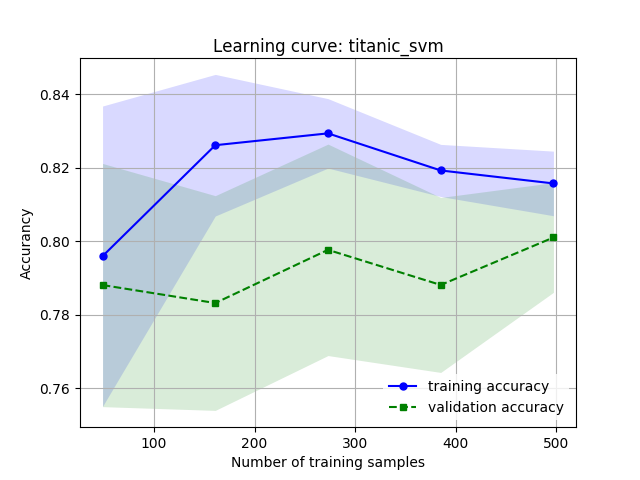 Learning curve: titanic_svm
0.84
0.82
0.80
0.78
0.76
Accurancy
100 200 300 400 500
Number of training samples
training accuracy
validation accuracy